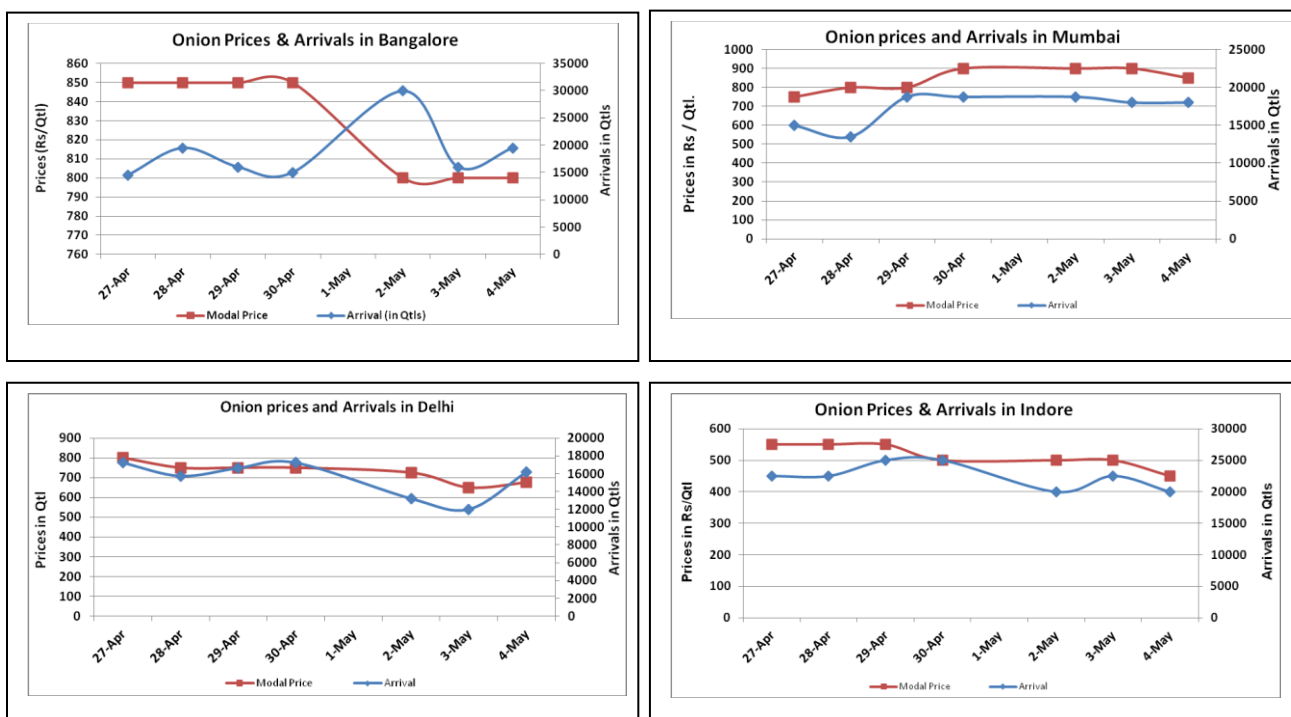 Onion Prices & Arrivals in Bangalore
Prices (Rs/Qtl)
860
850
840
830
820
810
800
790
780
770
760
35000
30000
25000
20000
15000
10000
5000
0
Arrivals in Qtls
27-Apr
28-Apr
29-Apr
30-Apr
1-May
2-May
3-May
4-May
Modal Price
Arrival (in Qtls)
Onion prices and Arrivals in Mumbai
Prices in Rs / Qtl.
1000
900
800
700
600
500
400
300
200
100
0
25000
20000
15000
10000
5000
0
Arrivals in Qtls
27-Apr
28-Apr
29-Apr
30-Apr
1-May
2-May
3-May
4-May
Modal Price
Arrival
Onion prices and Arrivals in Delhi
Prices in Qtl
900
800
700
600
500
400
300
200
100
0
20000
18000
16000
14000
12000
10000
8000
6000
4000
2000
0
Arrivals in Qtls
27-Apr
28-Apr
29-Apr
30-Apr
1-May
2-May
3-May
4-May
Modal Price
Arrival
Onion Prices & Arrivals in Indore
Prices in Rs/Qtl
600
500
400
300
200
100
0
30000
25000
20000
15000
10000
5000
0
Arrivals in Qtls
27-Apr
28-Apr
29-Apr
30-Apr
1-May
2-May
3-May
4-May
Modal Price
Arrival